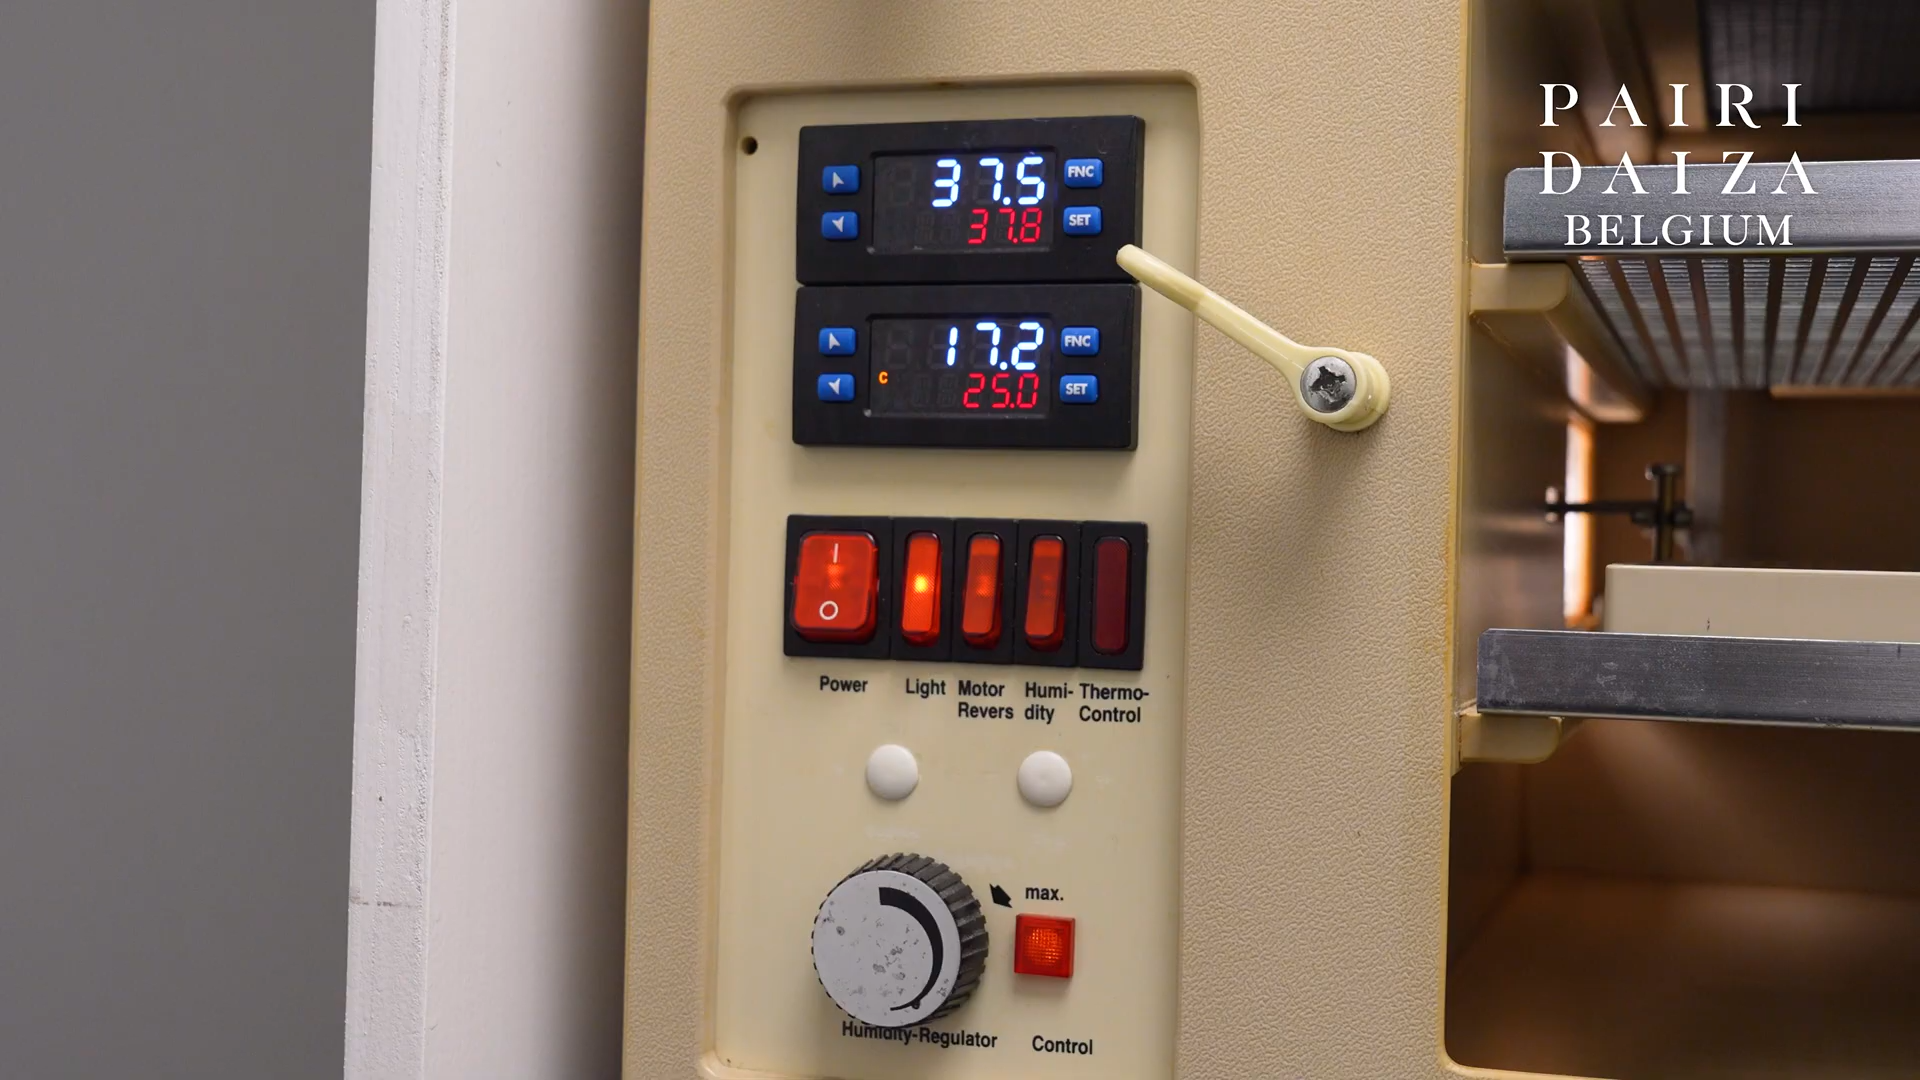 PAIRI
DAIZA
BELGIUM
37.5
FNC
37.8
SET
17.2
FNC
C
25.0
SET
Power
Light
Motor
Revers
Humi-
dity
Thermo-
Control
max.
Humidity-Regulator
Control